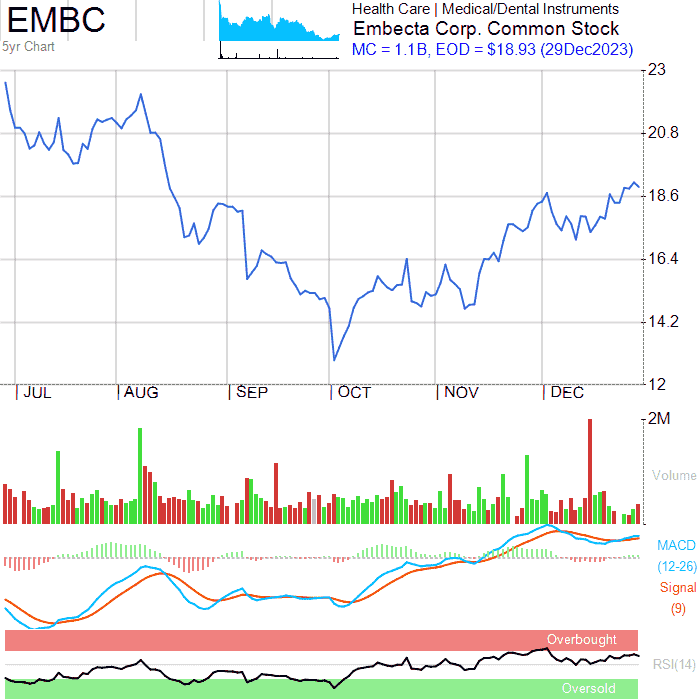 EMBC
5yr Chart
Health Care | Medical/Dental Instruments
Embecta Corp. Common Stock
MC = 1.1B, EOD = $18.93 (29Dec2023)
23
20.8
18.6
16.4
14.2
12
JUL AUG SEP OCT NOV DEC
2M
Volume
MACD
(12-26)
Signal
(9)
Overbought
RSI(14)
Oversold